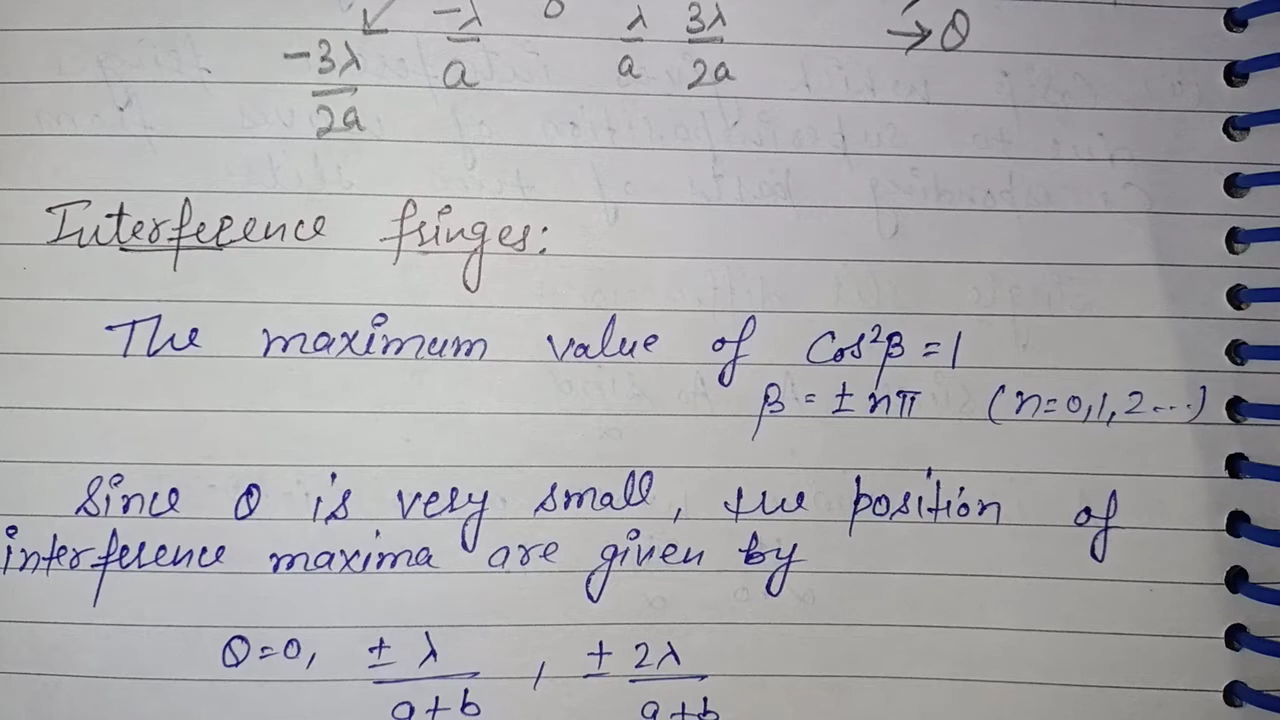 -λ/a 0 λ/a 3λ/2a → θ
-3λ/2a
Interference fringes:
The maximum value of Cos²β = 1
β = ± nπ (n=0,1,2...)
Since θ is very small, the position of
interference maxima are given by
θ=0, ± λ/a+b , ± 2λ/a+b